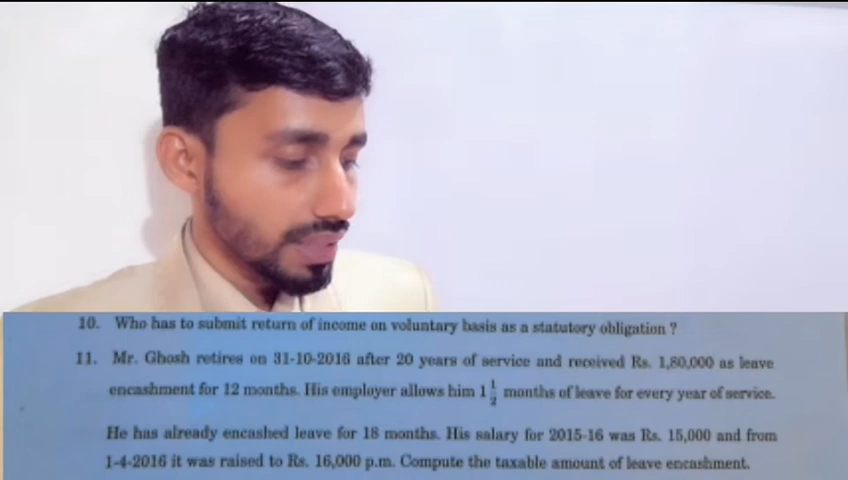 10. Who has to submit return of income on voluntary basis as a statutory obligation ?
11. Mr. Ghosh retires on 31-10-2016 after 20 years of service and received Rs. 1,80,000 as leave
encashment for 12 months. His employer allows him 1 1/2 months of leave for every year of service.
He has already encashed leave for 18 months. His salary for 2015-16 was Rs. 15,000 and from
1-4-2016 it was raised to Rs. 16,000 p.m. Compute the taxable amount of leave encashment.